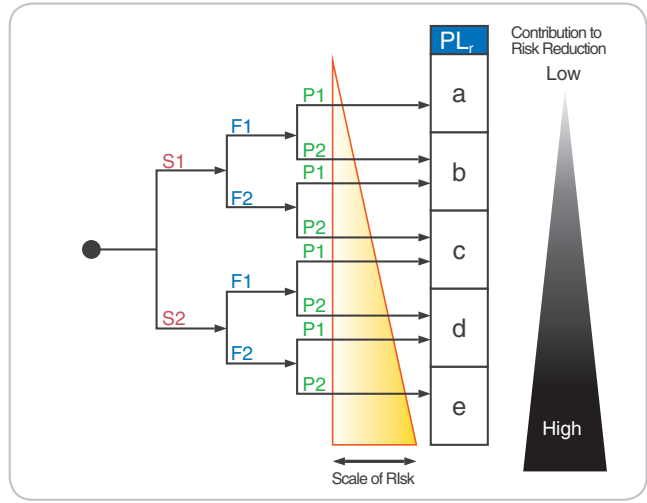 PLr
Contribution to
Risk Reduction
Low
P1
a
F1
P2
S1
P1
b
F2
P2
P1
c
F1
S2
P2
P1
d
F2
P2
e
High
Scale of RIsk